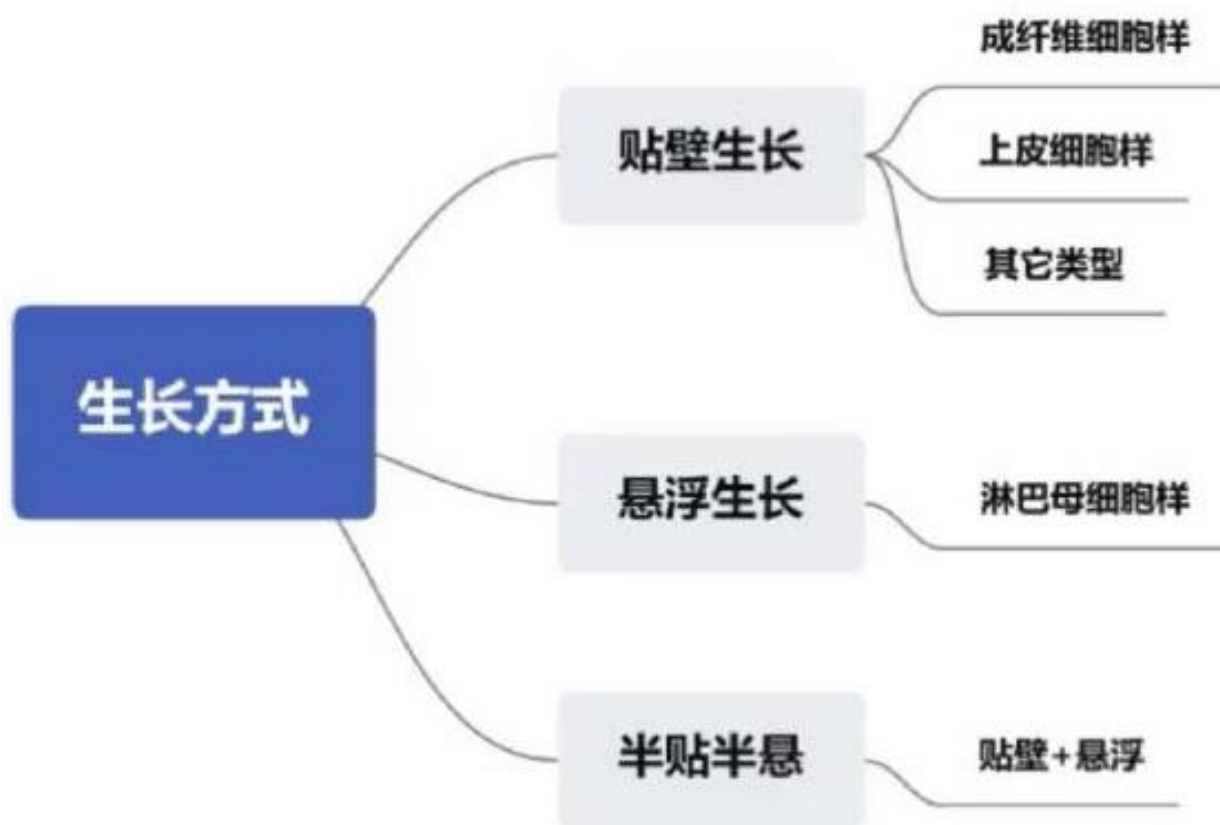 生长方式
贴壁生长
成纤维细胞样
上皮细胞样
其它类型
悬浮生长
淋巴母细胞样
半贴半悬
贴壁+悬浮